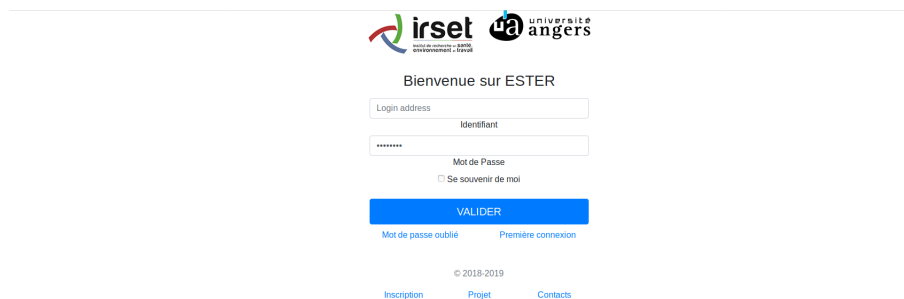 irset
Institut de recherche en santé,
environnement et travail
ua université
angers
Bienvenue sur ESTER
Login address
Identifiant
••••••••
Mot de Passe
Se souvenir de moi
VALIDER
Mot de passe oublié Première connexion
© 2018-2019
Inscription Projet Contacts